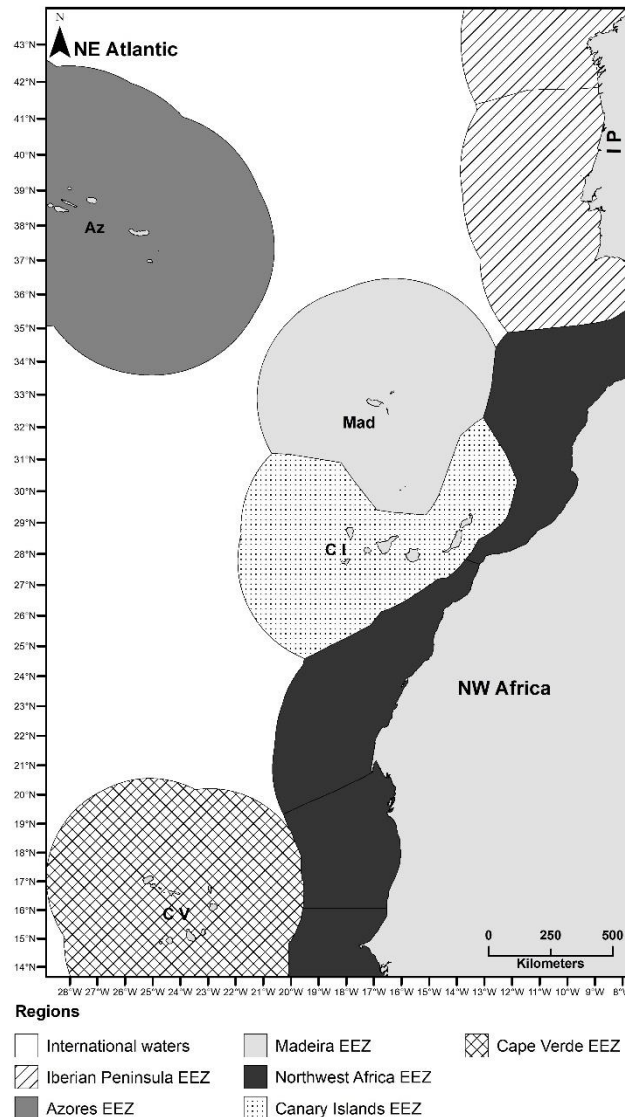 N
NE Atlantic
43°N
42°N
41°N
40°N
39°N
38°N
37°N
36°N
35°N
34°N
33°N
32°N
31°N
30°N
29°N
28°N
27°N
26°N
25°N
24°N
23°N
22°N
21°N
20°N
19°N
18°N
17°N
16°N
15°N
14°N
I P
Az
Mad
C I
NW Africa
C V
0 250 500
Kilometers
28°W 27°W 26°W 25°W 24°W 23°W 22°W 21°W 20°W 19°W 18°W 17°W 16°W 15°W 14°W 13°W 12°W 11°W 10°W 9°W 8°W
Regions
International waters Madeira EEZ Cape Verde EEZ
Iberian Peninsula EEZ Northwest Africa EEZ
Azores EEZ Canary Islands EEZ